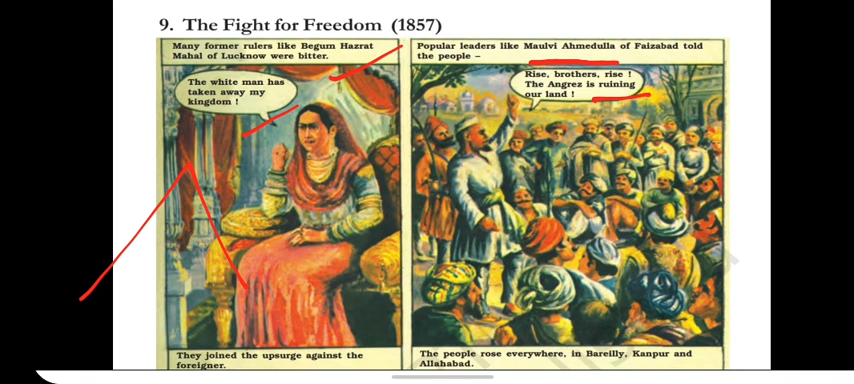 9. The Fight for Freedom (1857)
Many former rulers like Begum Hazrat
Mahal of Lucknow were bitter.
The white man has
taken away my
kingdom !
They joined the upsurge against the
foreigner.
Popular leaders like Maulvi Ahmedulla of Faizabad told
the people –
Rise, brothers, rise !
The Angrez is ruining
our land !
The people rose everywhere, in Bareilly, Kanpur and
Allahabad.